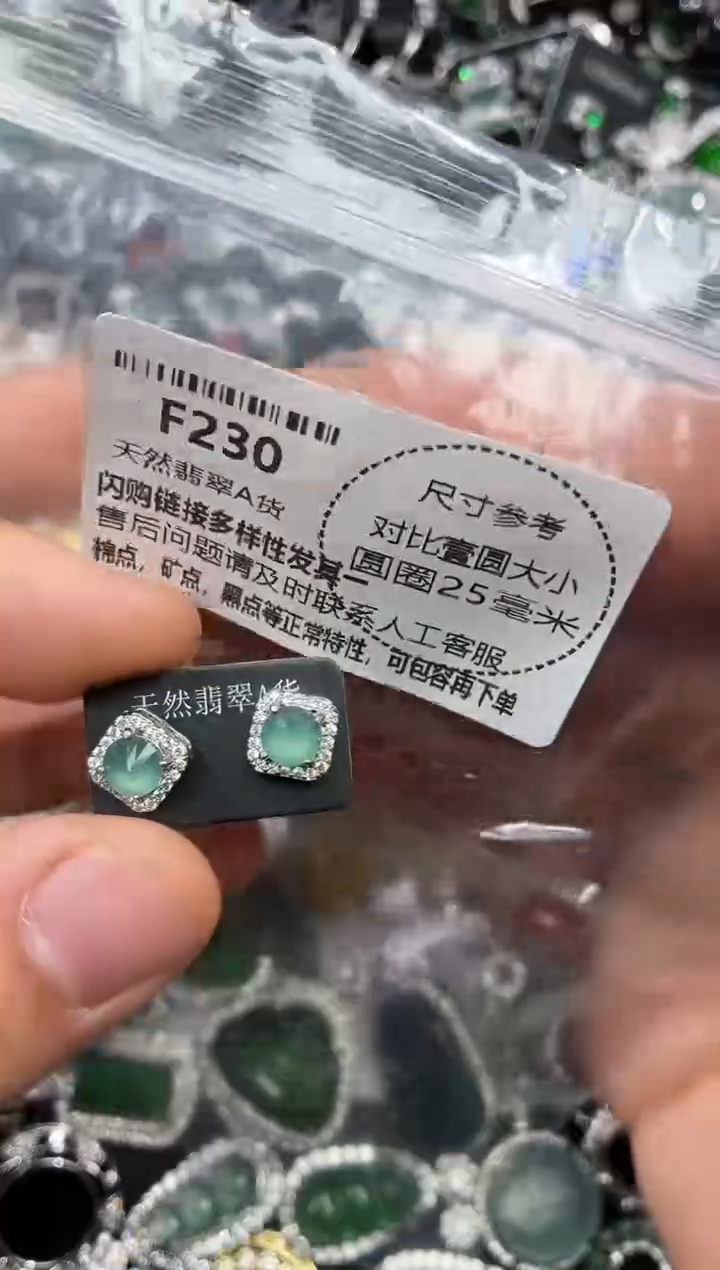 F230
天然翡翠A货
闪购链接多样性发其一
售后问题请及时联系人工客服
棉点，矿点，黑点等正常特性，可包容再下单
尺寸参考
对比壹圆大小
圆圈25毫米
天然翡翠A货